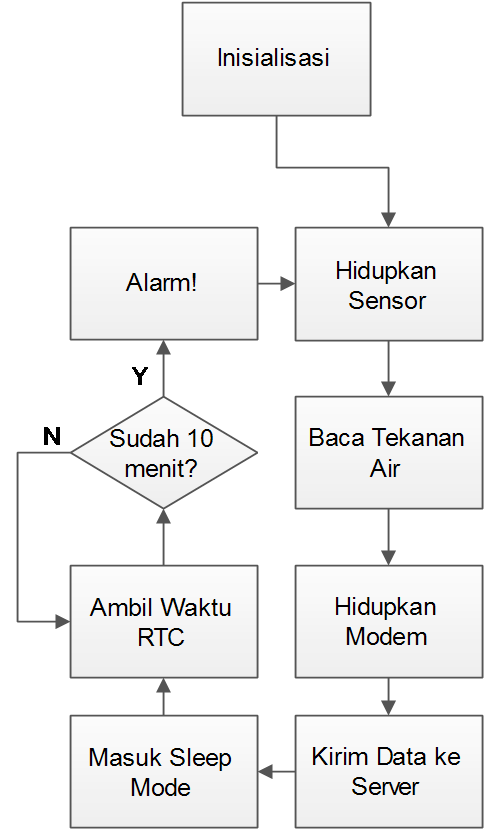 Inisialisasi
Hidupkan
Sensor
Baca Tekanan
Air
Hidupkan
Modem
Kirim Data ke
Server
Masuk Sleep
Mode
Ambil Waktu
RTC
Sudah 10
menit?
N
Y
Alarm!